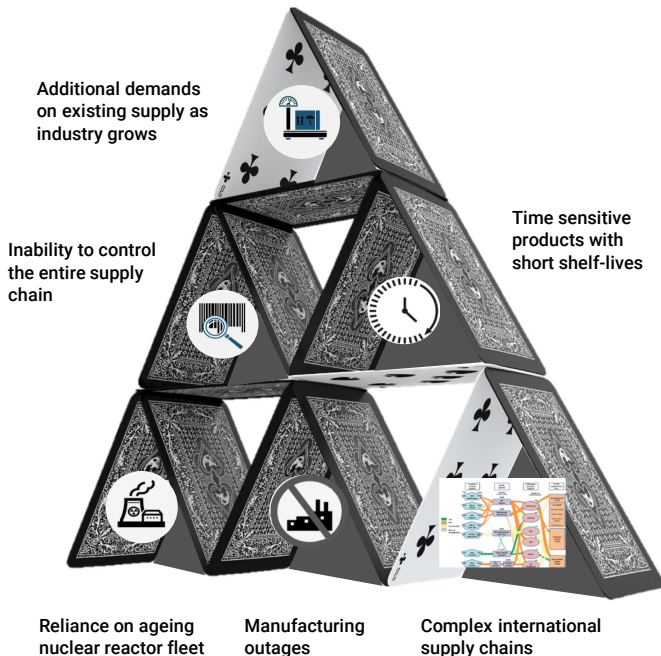 Additional demands
on existing supply as
industry grows
Inability to control
the entire supply
chain
Time sensitive
products with
short shelf-lives
Reliance on ageing
nuclear reactor fleet
Manufacturing
outages
Complex international
supply chains